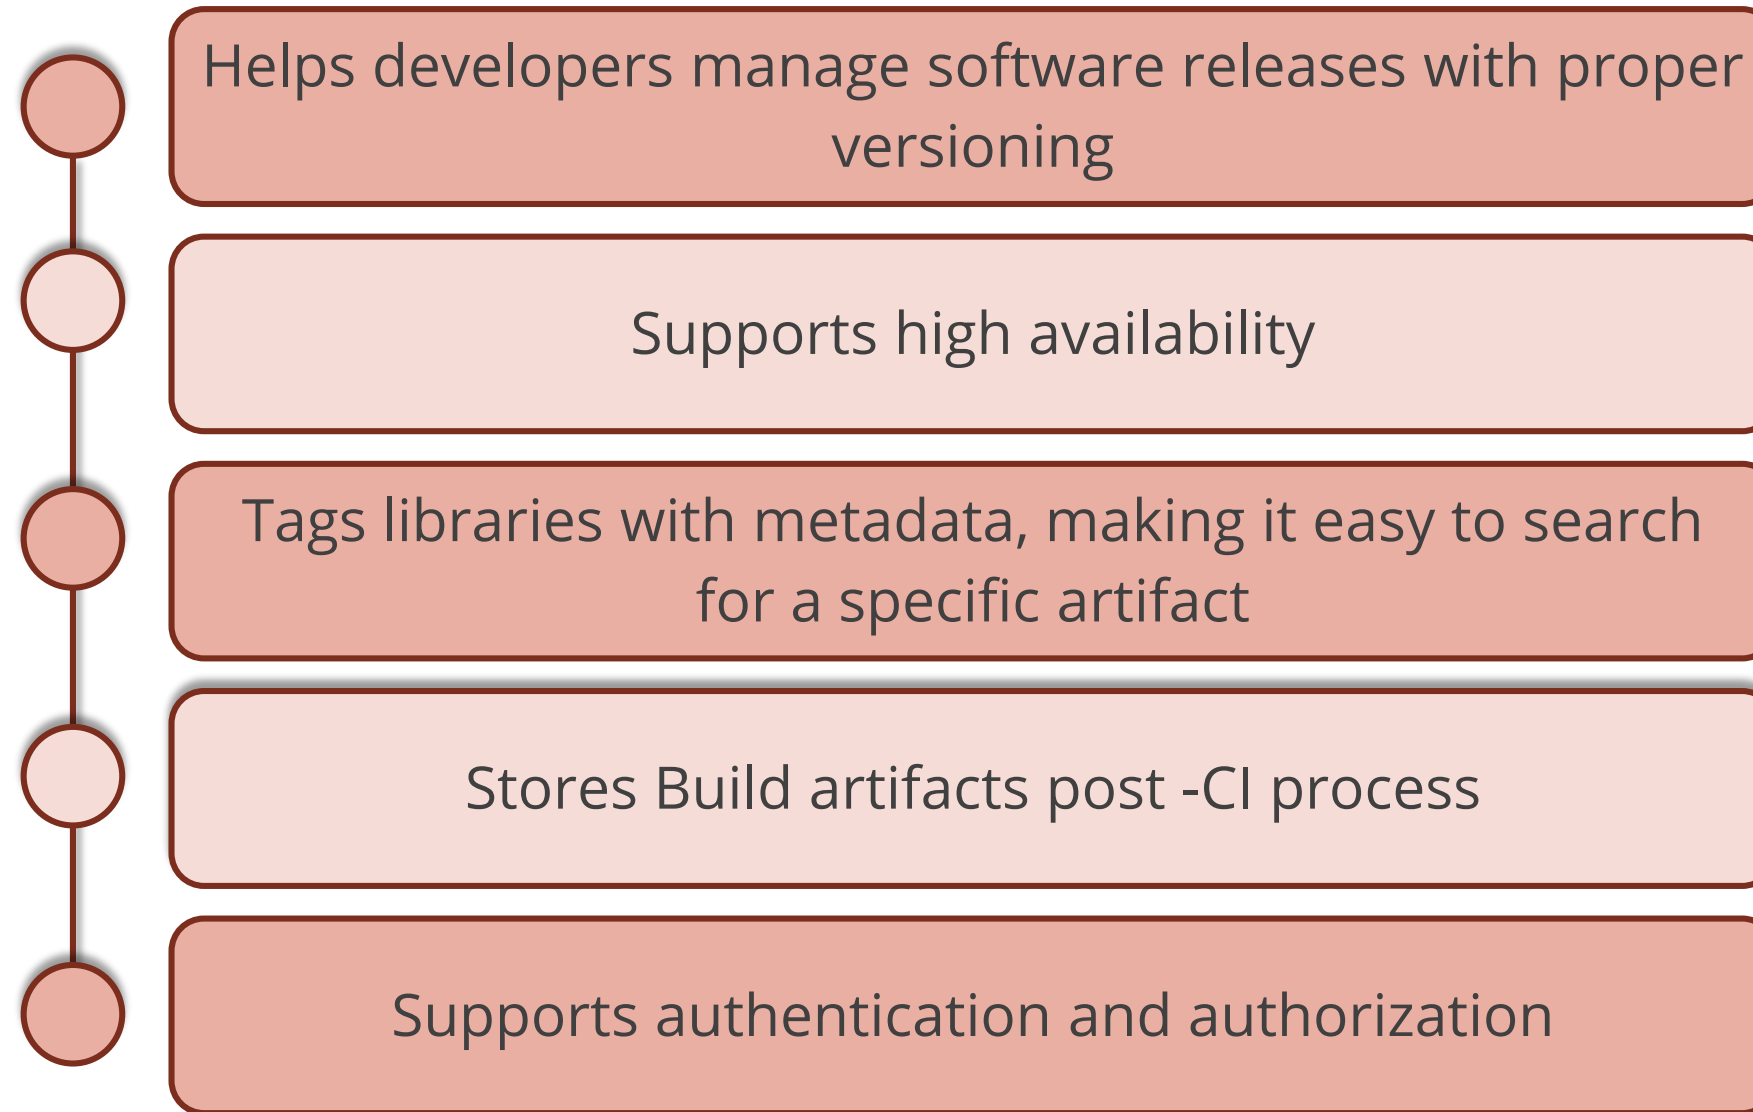 Helps developers manage software releases with proper
versioning
Supports high availability
Tags libraries with metadata, making it easy to search
for a specific artifact
Stores Build artifacts post -CI process
Supports authentication and authorization